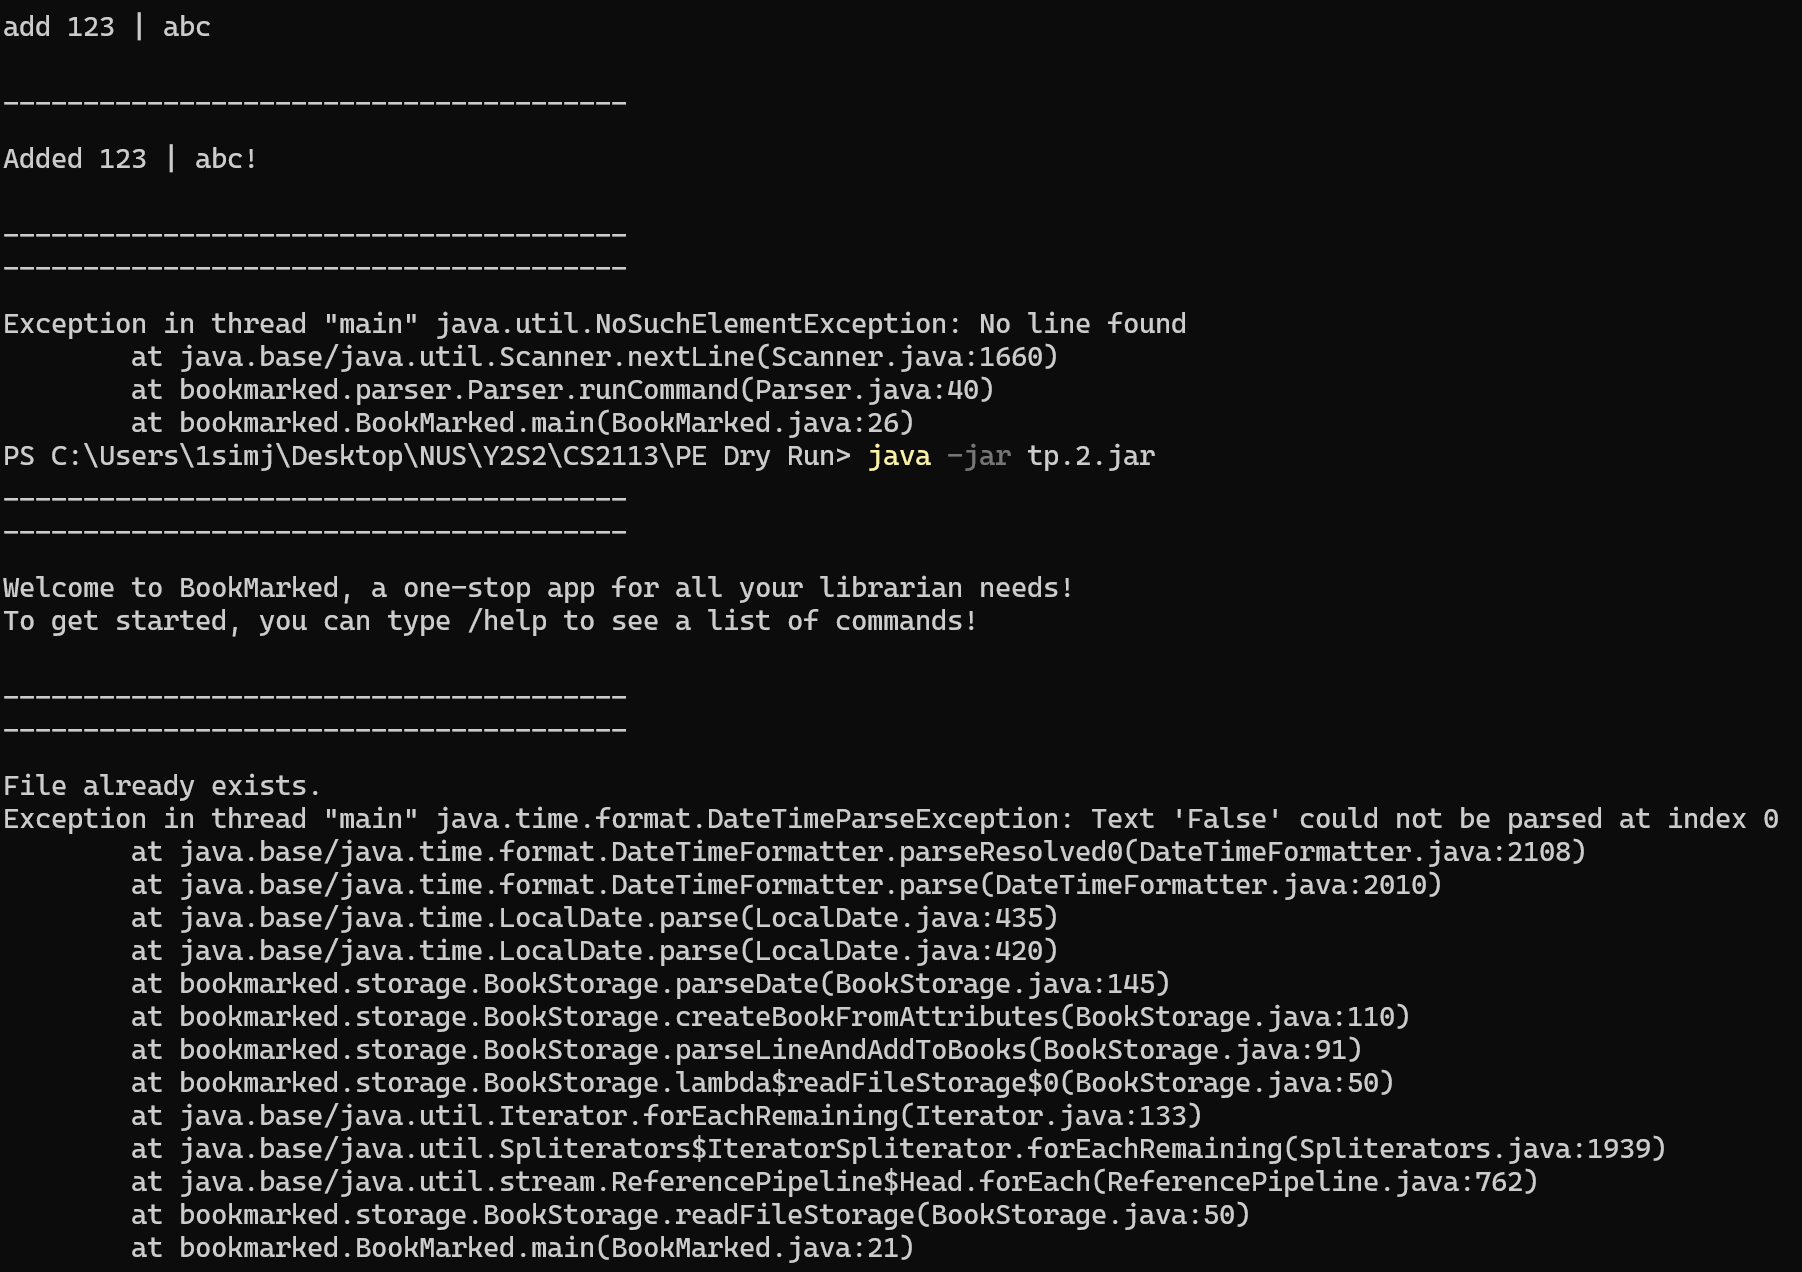 add 123 | abc
---------------------------------------
Added 123 | abc!
---------------------------------------
---------------------------------------
Exception in thread "main" java.util.NoSuchElementException: No line found
at java.base/java.util.Scanner.nextLine(Scanner.java:1660)
at bookmarked.parser.Parser.runCommand(Parser.java:40)
at bookmarked.BookMarked.main(BookMarked.java:26)
PS C:\Users\1simj\Desktop\NUS\Y2S2\CS2113\PE Dry Run> java -jar tp.2.jar
---------------------------------------
---------------------------------------
Welcome to BookMarked, a one-stop app for all your librarian needs!
To get started, you can type /help to see a list of commands!
---------------------------------------
---------------------------------------
File already exists.
Exception in thread "main" java.time.format.DateTimeParseException: Text 'False' could not be parsed at index 0
at java.base/java.time.format.DateTimeFormatter.parseResolved0(DateTimeFormatter.java:2108)
at java.base/java.time.format.DateTimeFormatter.parse(DateTimeFormatter.java:2010)
at java.base/java.time.LocalDate.parse(LocalDate.java:435)
at java.base/java.time.LocalDate.parse(LocalDate.java:420)
at bookmarked.storage.BookStorage.parseDate(BookStorage.java:145)
at bookmarked.storage.BookStorage.createBookFromAttributes(BookStorage.java:110)
at bookmarked.storage.BookStorage.parseLineAndAddToBooks(BookStorage.java:91)
at bookmarked.storage.BookStorage.lambda$readFileStorage$0(BookStorage.java:50)
at java.base/java.util.Iterator.forEachRemaining(Iterator.java:133)
at java.base/java.util.Spliterators$IteratorSpliterator.forEachRemaining(Spliterators.java:1939)
at java.base/java.util.stream.ReferencePipeline$Head.forEach(ReferencePipeline.java:762)
at bookmarked.storage.BookStorage.readFileStorage(BookStorage.java:50)
at bookmarked.BookMarked.main(BookMarked.java:21)